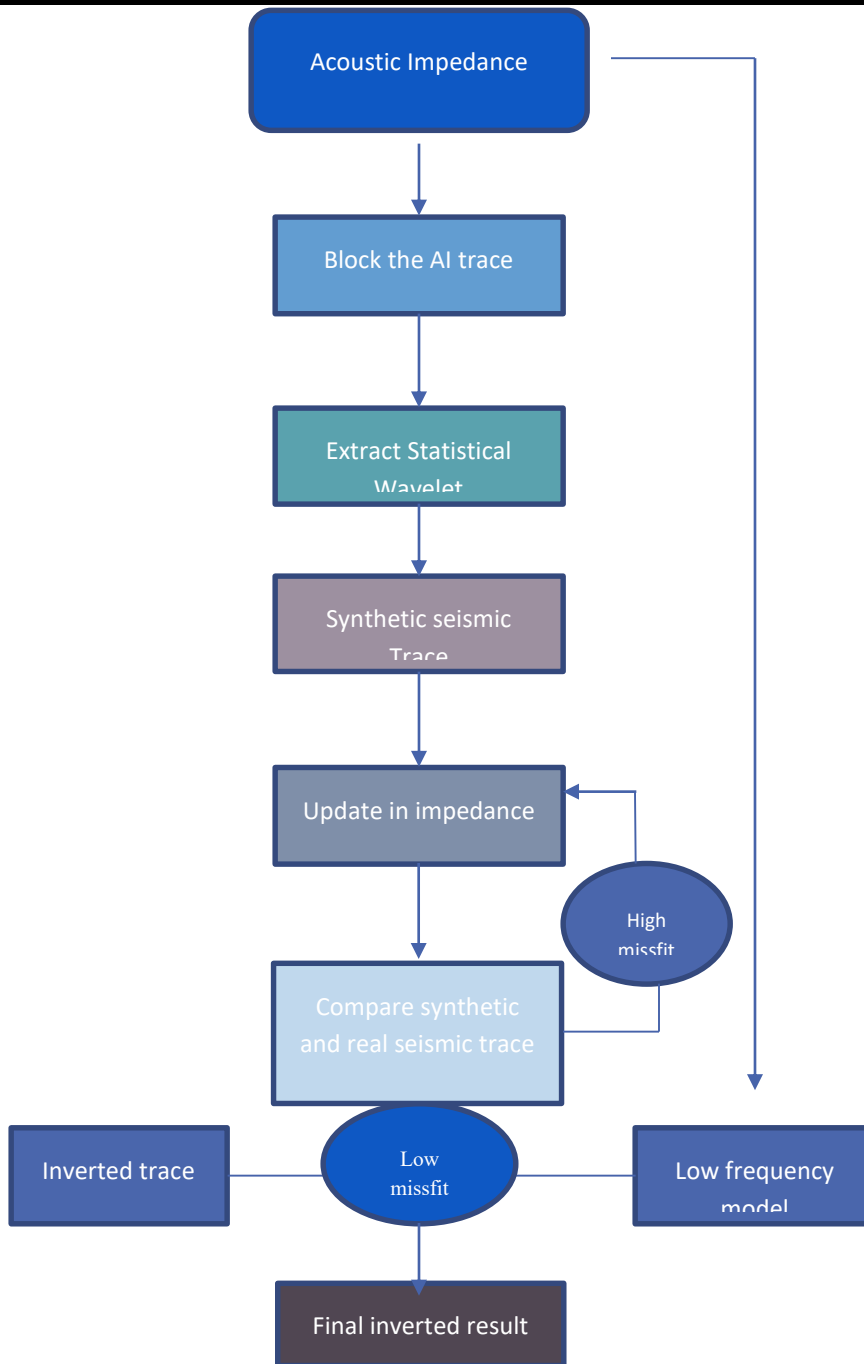 Acoustic Impedance
Block the AI trace
Extract Statistical
Wavelet
Synthetic seismic
Trace
Update in impedance
High
missfit
Compare synthetic
and real seismic trace
Inverted trace
Low
missfit
Low frequency
model
Final inverted result